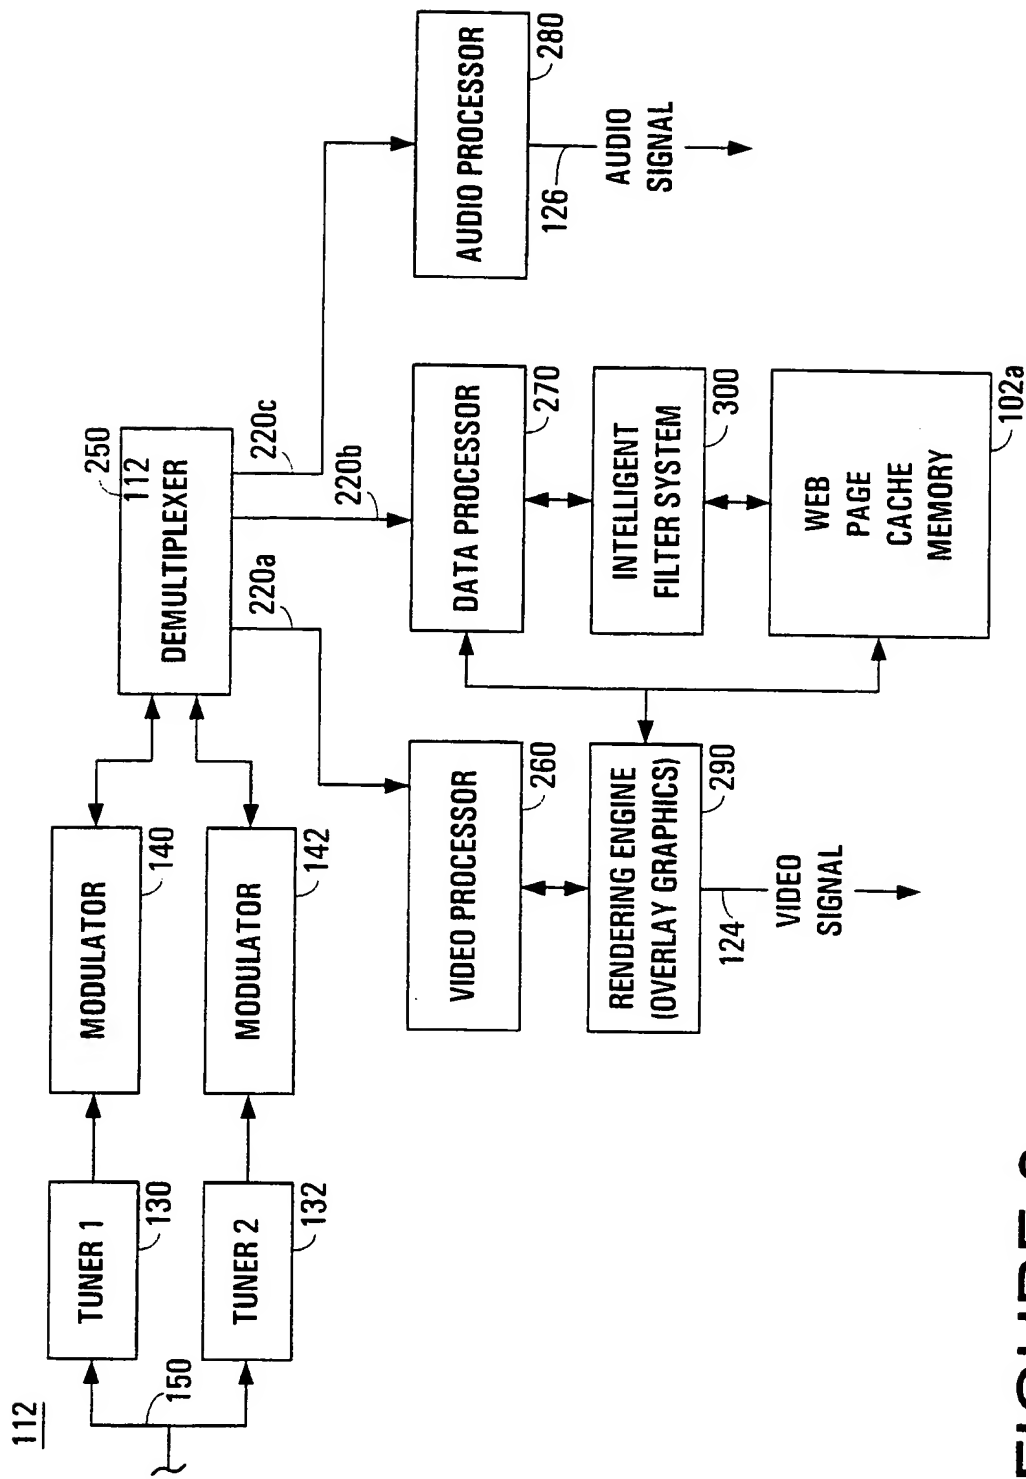 112
150
TUNER 1
130
TUNER 2
132
MODULATOR
140
MODULATOR
142
250
112
DEMULTIPLEXER
220a
220b
220c
VIDEO PROCESSOR
260
DATA PROCESSOR
270
AUDIO PROCESSOR
280
RENDERING ENGINE
(OVERLAY GRAPHICS)
290
INTELLIGENT
FILTER SYSTEM
300
126
AUDIO
SIGNAL
WEB
PAGE
CACHE
MEMORY
102a
124
VIDEO
SIGNAL
FIGURE